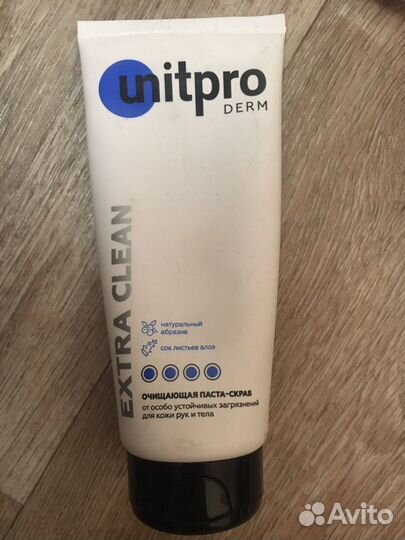 unitpro
DERM
EXTRA CLEAN
натуральный
абразив
сок листьев алоэ
ОЧИЩАЮЩАЯ ПАСТА-СКРАБ
от особо устойчивых загрязнений
для кожи рук и тела
Avito